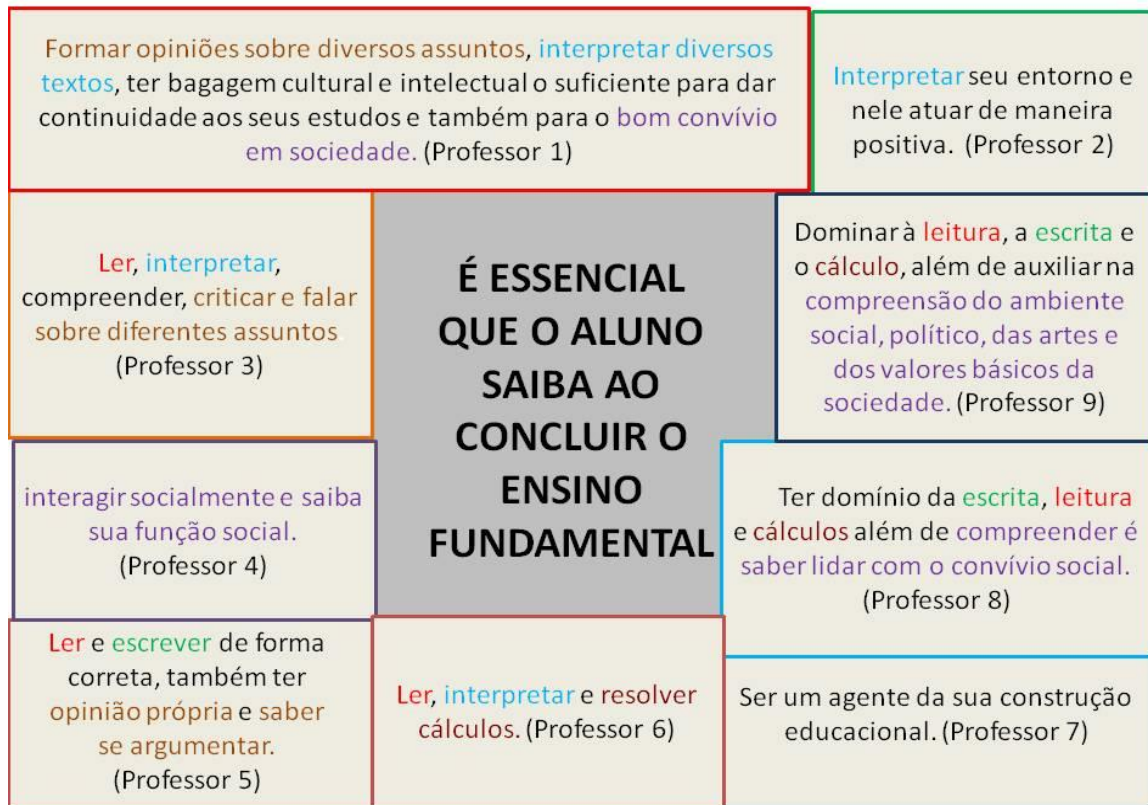 Formar opiniões sobre diversos assuntos, interpretar diversos
textos, ter bagagem cultural e intelectual o suficiente para dar
continuidade aos seus estudos e também para o bom convívio
em sociedade. (Professor 1)
Interpretar seu entorno e
nele atuar de maneira
positiva. (Professor 2)
Ler, interpretar,
compreender, criticar e falar
sobre diferentes assuntos.
(Professor 3)
É ESSENCIAL
QUE O ALUNO
SAIBA AO
CONCLUIR O
ENSINO
FUNDAMENTAL
Dominar à leitura, a escrita e
o cálculo, além de auxiliar na
compreensão do ambiente
social, político, das artes e
dos valores básicos da
sociedade. (Professor 9)
interagir socialmente e saiba
sua função social.
(Professor 4)
Ter domínio da escrita, leitura
e cálculos além de compreender é
saber lidar com o convívio social.
(Professor 8)
Ler e escrever de forma
correta, também ter
opinião própria e saber
se argumentar.
(Professor 5)
Ler, interpretar e resolver
cálculos. (Professor 6)
Ser um agente da sua construção
educacional. (Professor 7)